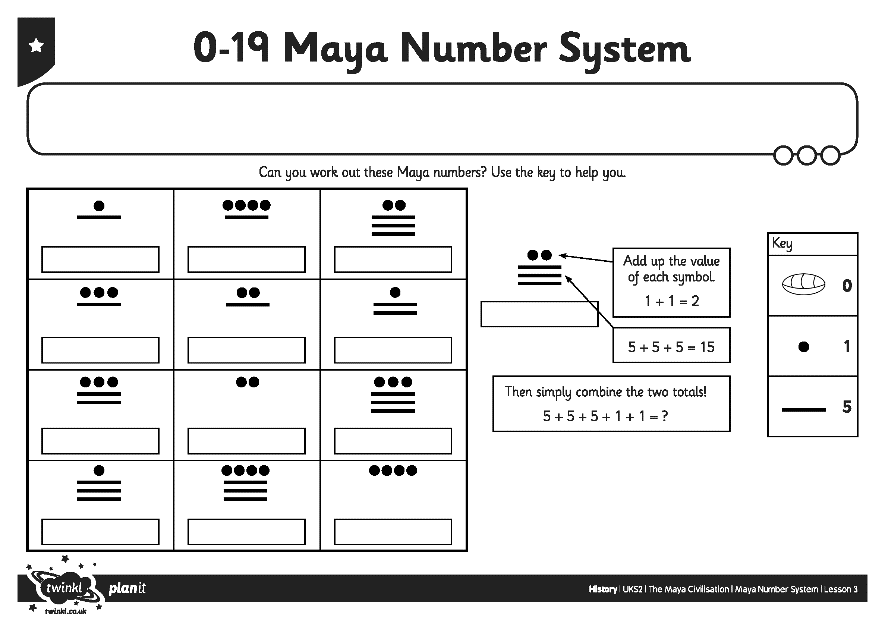 0-19 Maya Number System
Can you work out these Maya numbers? Use the key to help you.
Add up the value
of each symbol.
1 + 1 = 2
5 + 5 + 5 = 15
Then simply combine the two totals!
5 + 5 + 5 + 1 + 1 = ?
Key
0
1
5
twinkl
planit
twinkl.co.uk
History | UKS2 | The Maya Civilisation | Maya Number System | Lesson 3